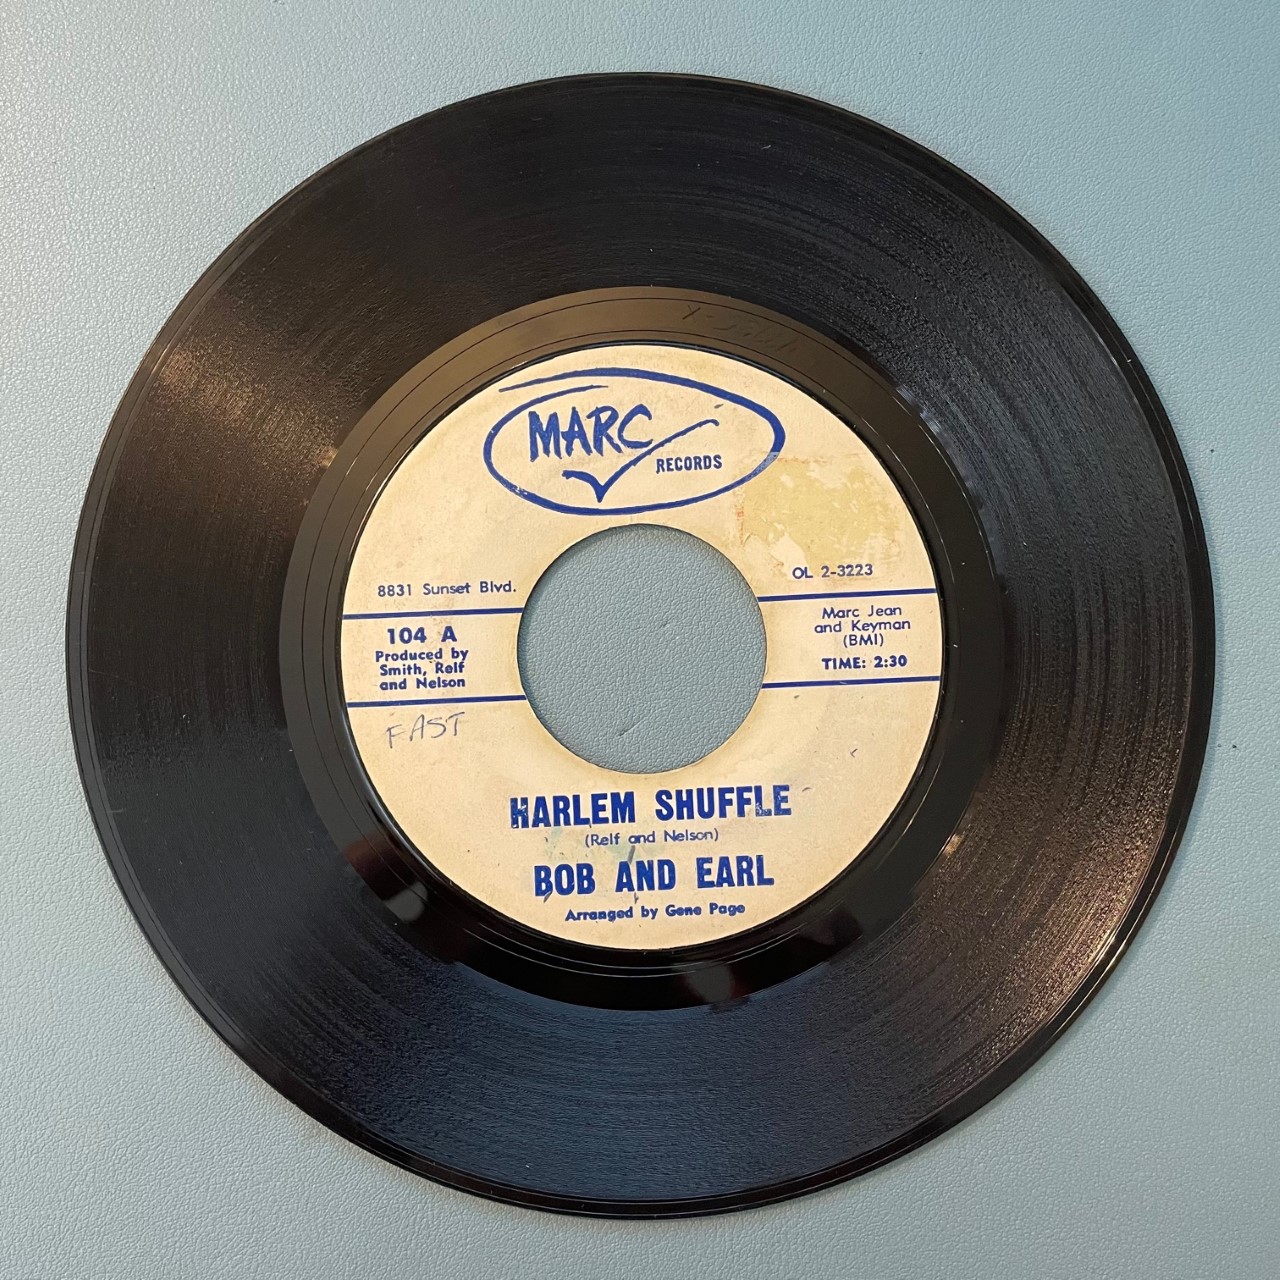 MARC
RECORDS
8831 Sunset Blvd.
OL 2-3223
104 A
Produced by
Smith, Relf
and Nelson
Marc Jean
and Keyman
(BMI)
TIME: 2:30
FAST
HARLEM SHUFFLE
(Relf and Nelson)
BOB AND EARL
Arranged by Gene Page